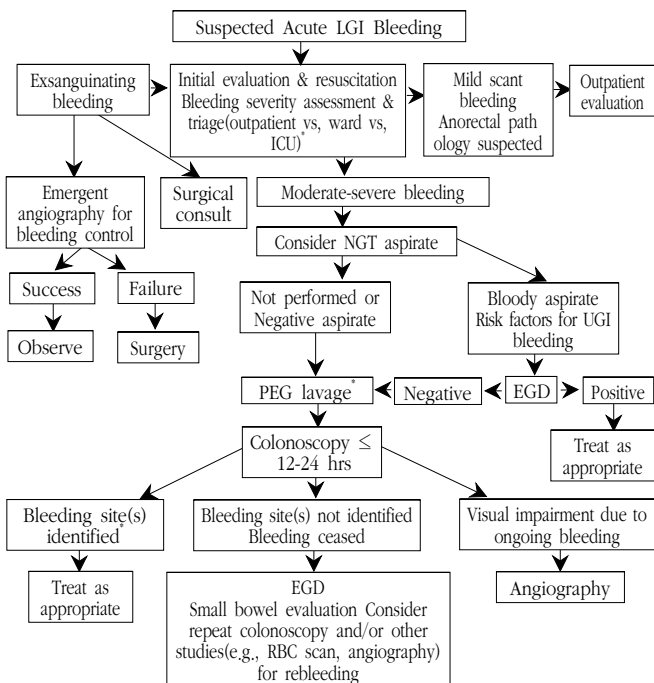 Suspected Acute LGI Bleeding
Exsanguinating
bleeding
Initial evaluation & resuscitation
Bleeding severity assessment &
triage(outpatient vs, ward vs,
ICU)*
Mild scant
bleeding
Anorectal path
ology suspected
Outpatient
evaluation
Emergent
angiography for
bleeding control
Surgical
consult
Moderate-severe bleeding
Consider NGT aspirate
Success
Failure
Not performed or
Negative aspirate
Bloody aspirate
Risk factors for UGI
bleeding
Observe
Surgery
PEG lavage*
Negative
EGD
Positive
Colonoscopy ≤
12-24 hrs
Treat as
appropriate
Bleeding site(s)
identified*
Bleeding site(s) not identified
Bleeding ceased
Visual impairment due to
ongoing bleeding
Treat as
appropriate
EGD
Small bowel evaluation Consider
repeat colonoscopy and/or other
studies(e.g., RBC scan, angiography)
for rebleeding
Angiography